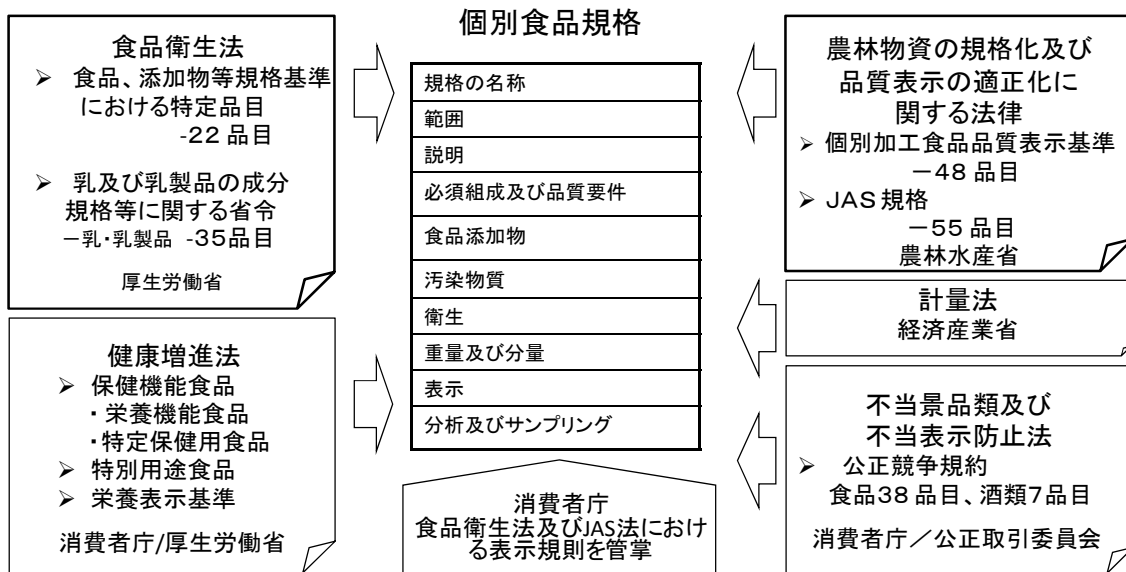 個別食品規格
食品衛生法
➢ 食品、添加物等規格基準
における特定品目
-22 品目
➢ 乳及び乳製品の成分
規格等に関する省令
－乳・乳製品 -35品目
厚生労働省
健康増進法
➢ 保健機能食品
・栄養機能食品
・特定保健用食品
➢ 特別用途食品
➢ 栄養表示基準
消費者庁/厚生労働省
規格の名称
範囲
説明
必須組成及び品質要件
食品添加物
汚染物質
衛生
重量及び分量
表示
分析及びサンプリング
消費者庁
食品衛生法及びJAS法におけ
る表示規則を管掌
農林物資の規格化及び
品質表示の適正化に
関する法律
➢ 個別加工食品品質表示基準
－48 品目
➢ JAS規格
－55 品目
農林水産省
計量法
経済産業省
不当景品類及び
不当表示防止法
➢ 公正競争規約
食品38 品目、酒類7品目
消費者庁／公正取引委員会